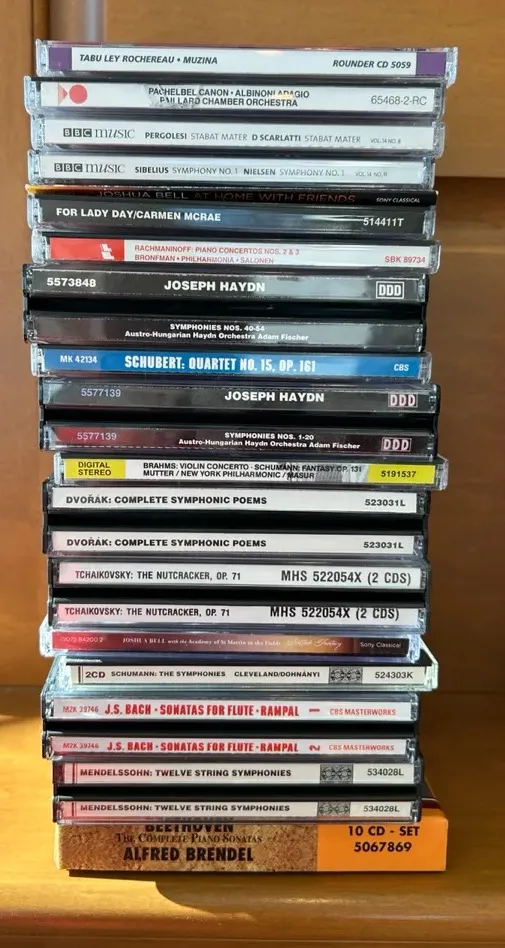 TABU LEY ROCHEREAU • MUZINA ROUNDER CD 5059
PACHELBEL CANON • ALBINONI ADAGIO
PAILLARD CHAMBER ORCHESTRA 65468-2-RC
BBC MUSIC PERGOLESI STABAT MATER D SCARLATTI STABAT MATER VOL.14 NO.8
BBC MUSIC SIBELIUS SYMPHONY NO.1 NIELSEN SYMPHONY NO.1 VOL.14 NO.11
JOSHUA BELL AT HOME WITH FRIENDS SONY CLASSICAL
FOR LADY DAY/CARMEN MCRAE 514411T
RACHMANINOFF: PIANO CONCERTOS NOS. 2 & 3
BRONFMAN • PHILHARMONIA • SALONEN SBK 89734
5573848 JOSEPH HAYDN DDD
SYMPHONIES NOS. 40-54
Austro-Hungarian Haydn Orchestra Adam Fischer
MK 42134 SCHUBERT: QUARTET NO. 15, OP. 161 CBS
5577139 JOSEPH HAYDN DDD
5577139 SYMPHONIES NOS. 1-20 DDD
Austro-Hungarian Haydn Orchestra Adam Fischer
DIGITAL STEREO BRAHMS: VIOLIN CONCERTO · SCHUMANN: FANTASY OP. 131
MUTTER / NEW YORK PHILHARMONIC / MASUR 5191537
DVOŘÁK: COMPLETE SYMPHONIC POEMS 523031L
DVOŘÁK: COMPLETE SYMPHONIC POEMS 523031L
TCHAIKOVSKY: THE NUTCRACKER, OP. 71 MHS 522054X (2 CDS)
TCHAIKOVSKY: THE NUTCRACKER, OP. 71 MHS 522054X (2 CDS)
JOSHUA BELL with the Academy of St Martin in the Fields Sony Classical
2CD SCHUMANN: THE SYMPHONIES CLEVELAND/DOHNÁNYI 524303K
M2K 39746 J.S. BACH • SONATAS FOR FLUTE • RAMPAL 1 CBS MASTERWORKS
M2K 39746 J.S. BACH • SONATAS FOR FLUTE • RAMPAL 2 CBS MASTERWORKS
MENDELSSOHN: TWELVE STRING SYMPHONIES 534028L
MENDELSSOHN: TWELVE STRING SYMPHONIES 534028L
BEETHOVEN
THE COMPLETE PIANO SONATAS
ALFRED BRENDEL
10 CD - SET
5067869